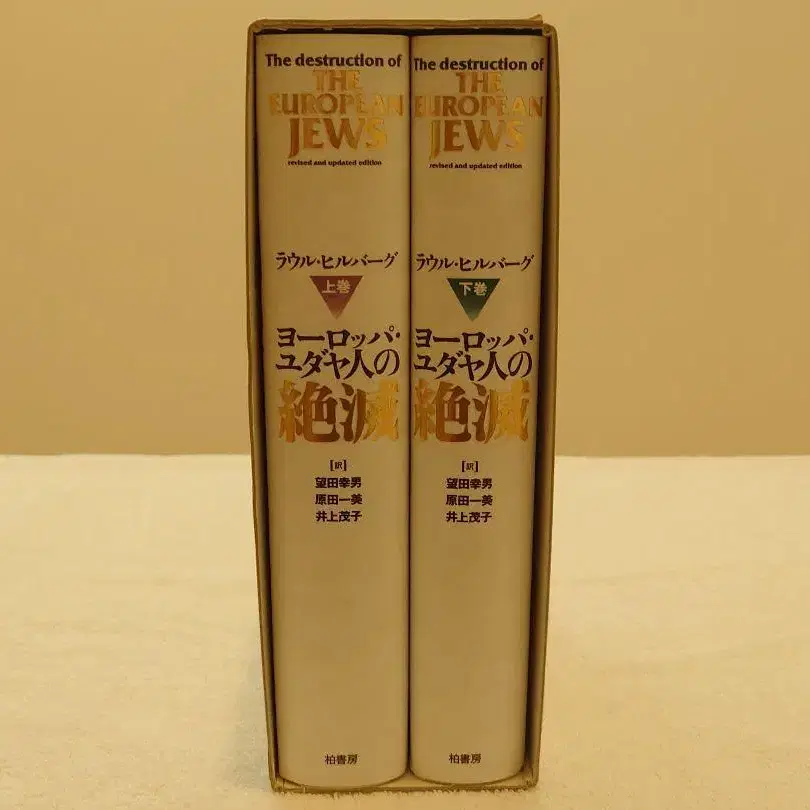 The destruction of
THE
EUROPEAN
JEWS
revised and updated edition
ラウル・ヒルバーグ
上巻
ヨーロッパ・
ユダヤ人の
絶滅
[訳]
望田幸男
原田一美
井上茂子
柏書房
The destruction of
THE
EUROPEAN
JEWS
revised and updated edition
ラウル・ヒルバーグ
下巻
ヨーロッパ・
ユダヤ人の
絶滅
[訳]
望田幸男
原田一美
井上茂子
柏書房